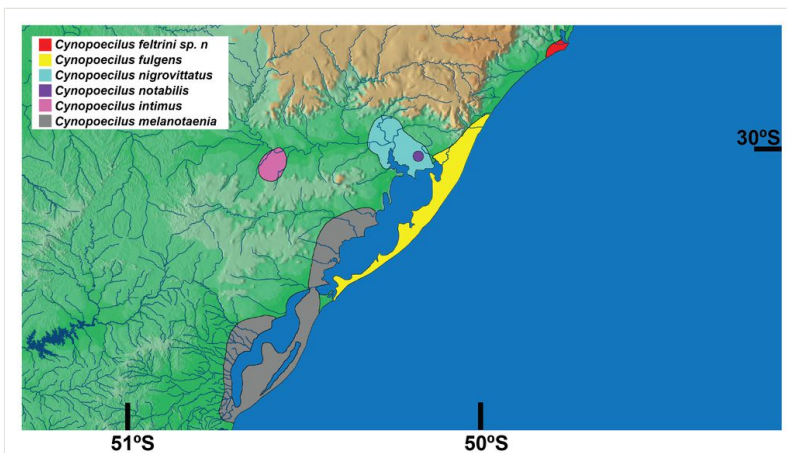 Cynopoecilus feltrini sp. n
Cynopoecilus fulgens
Cynopoecilus nigrovittatus
Cynopoecilus notabilis
Cynopoecilus intimus
Cynopoecilus melanotaenia
30ºS
51ºS
50ºS